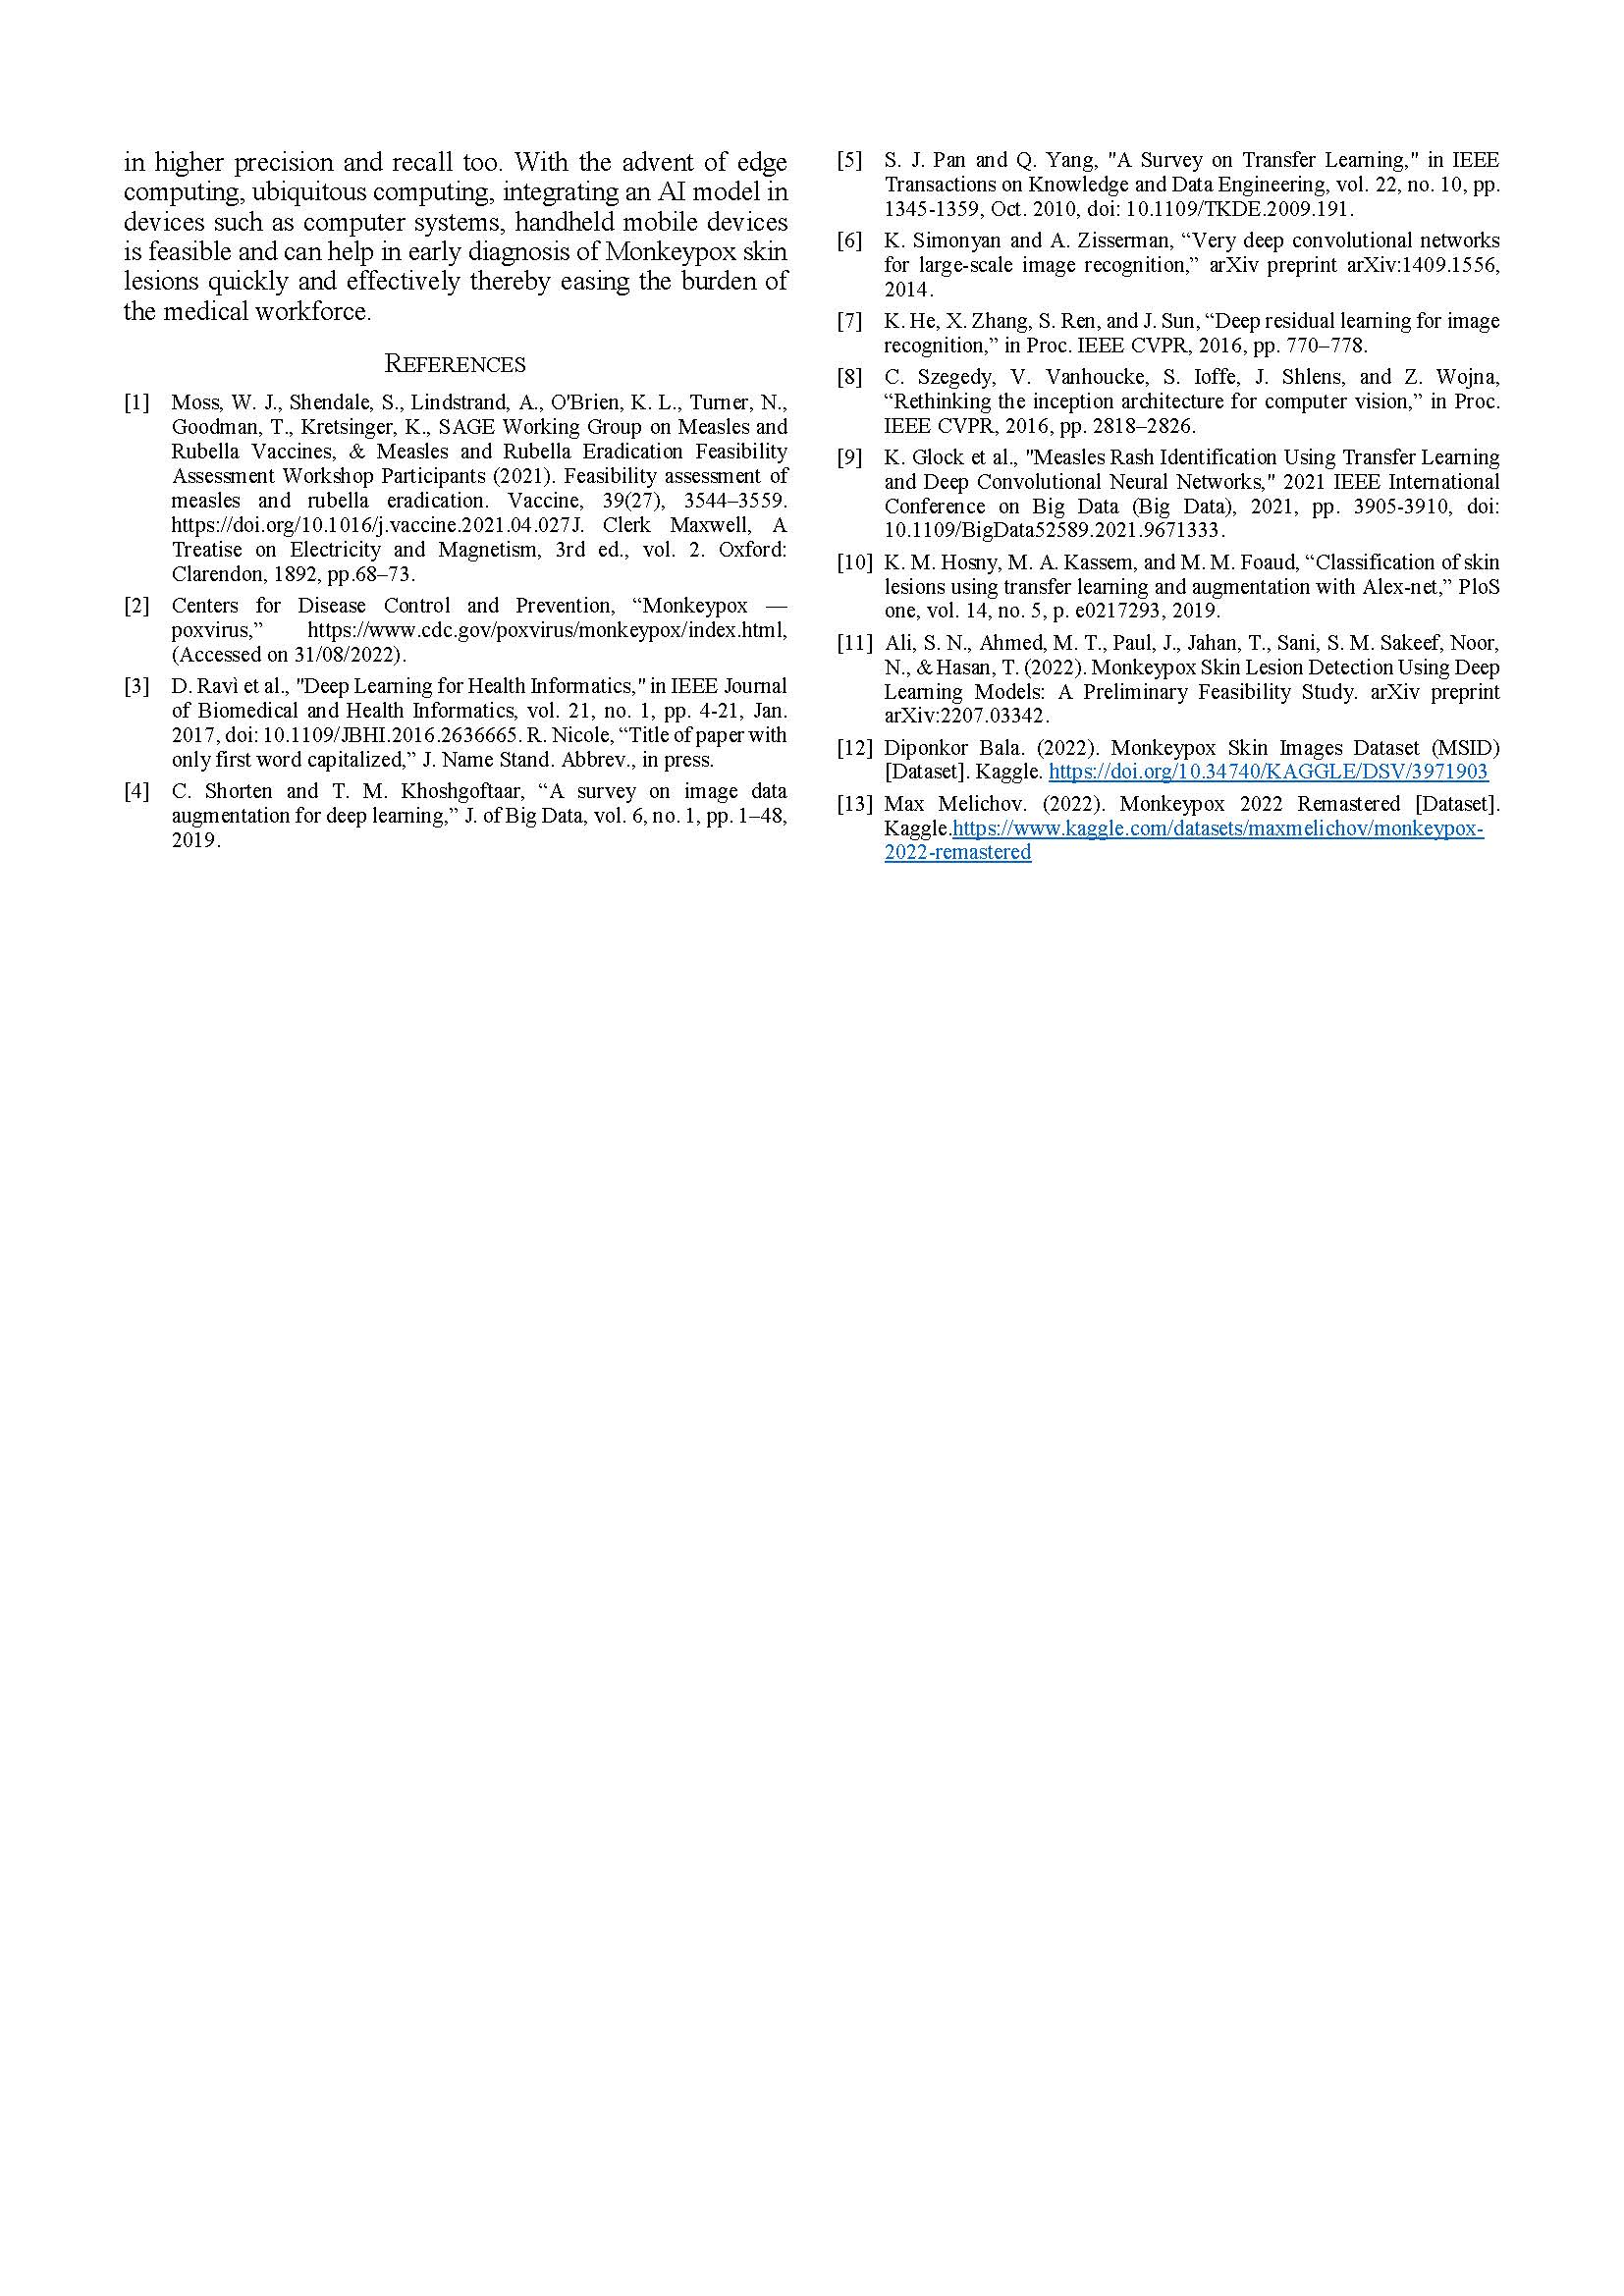 in higher precision and recall too. With the advent of edge
computing, ubiquitous computing, integrating an AI model in
devices such as computer systems, handheld mobile devices
is feasible and can help in early diagnosis of Monkeypox skin
lesions quickly and effectively thereby easing the burden of
the medical workforce.
REFERENCES
[1] Moss, W. J., Shendale, S., Lindstrand, A., O'Brien, K. L., Turner, N.,
Goodman, T., Kretsinger, K., SAGE Working Group on Measles and
Rubella Vaccines, & Measles and Rubella Eradication Feasibility
Assessment Workshop Participants (2021). Feasibility assessment of
measles and rubella eradication. Vaccine, 39(27), 3544–3559.
https://doi.org/10.1016/j.vaccine.2021.04.027J. Clerk Maxwell, A
Treatise on Electricity and Magnetism, 3rd ed., vol. 2. Oxford:
Clarendon, 1892, pp.68–73.
[2] Centers for Disease Control and Prevention, “Monkeypox —
poxvirus,” https://www.cdc.gov/poxvirus/monkeypox/index.html,
(Accessed on 31/08/2022).
[3] D. Ravì et al., "Deep Learning for Health Informatics," in IEEE Journal
of Biomedical and Health Informatics, vol. 21, no. 1, pp. 4-21, Jan.
2017, doi: 10.1109/JBHI.2016.2636665. R. Nicole, “Title of paper with
only first word capitalized,” J. Name Stand. Abbrev., in press.
[4] C. Shorten and T. M. Khoshgoftaar, “A survey on image data
augmentation for deep learning,” J. of Big Data, vol. 6, no. 1, pp. 1–48,
2019.
[5] S. J. Pan and Q. Yang, "A Survey on Transfer Learning," in IEEE
Transactions on Knowledge and Data Engineering, vol. 22, no. 10, pp.
1345-1359, Oct. 2010, doi: 10.1109/TKDE.2009.191.
[6] K. Simonyan and A. Zisserman, “Very deep convolutional networks
for large-scale image recognition,” arXiv preprint arXiv:1409.1556,
2014.
[7] K. He, X. Zhang, S. Ren, and J. Sun, “Deep residual learning for image
recognition,” in Proc. IEEE CVPR, 2016, pp. 770–778.
[8] C. Szegedy, V. Vanhoucke, S. Ioffe, J. Shlens, and Z. Wojna,
“Rethinking the inception architecture for computer vision,” in Proc.
IEEE CVPR, 2016, pp. 2818–2826.
[9] K. Glock et al., "Measles Rash Identification Using Transfer Learning
and Deep Convolutional Neural Networks," 2021 IEEE International
Conference on Big Data (Big Data), 2021, pp. 3905-3910, doi:
10.1109/BigData52589.2021.9671333.
[10] K. M. Hosny, M. A. Kassem, and M. M. Foaud, “Classification of skin
lesions using transfer learning and augmentation with Alex-net,” PloS
one, vol. 14, no. 5, p. e0217293, 2019.
[11] Ali, S. N., Ahmed, M. T., Paul, J., Jahan, T., Sani, S. M. Sakeef, Noor,
N., & Hasan, T. (2022). Monkeypox Skin Lesion Detection Using Deep
Learning Models: A Preliminary Feasibility Study. arXiv preprint
arXiv:2207.03342.
[12] Diponkor Bala. (2022). Monkeypox Skin Images Dataset (MSID)
[Dataset]. Kaggle. https://doi.org/10.34740/KAGGLE/DSV/3971903
[13] Max Melichov. (2022). Monkeypox 2022 Remastered [Dataset].
Kaggle.https://www.kaggle.com/datasets/maxmelichov/monkeypox-
2022-remastered